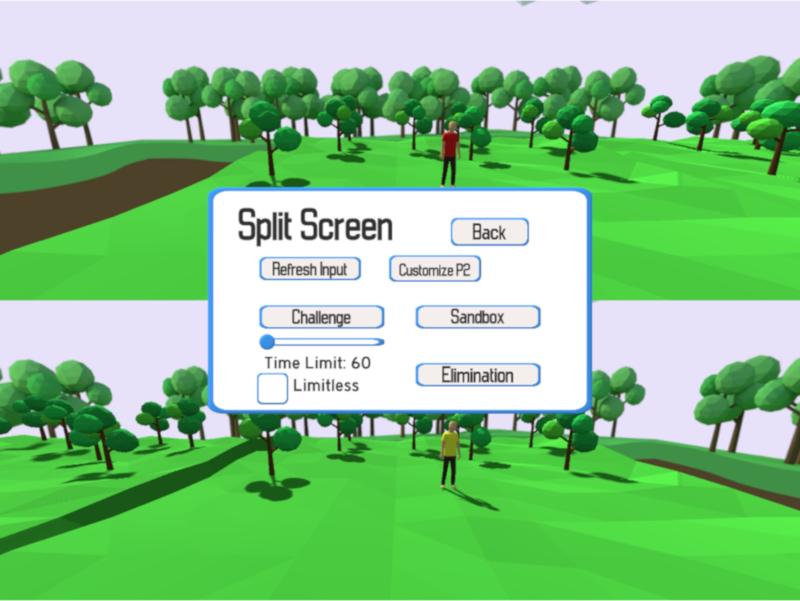 Split Screen
Back
Refresh Input
Customize P2
Challenge
Sandbox
Time Limit: 60
Limitless
Elimination